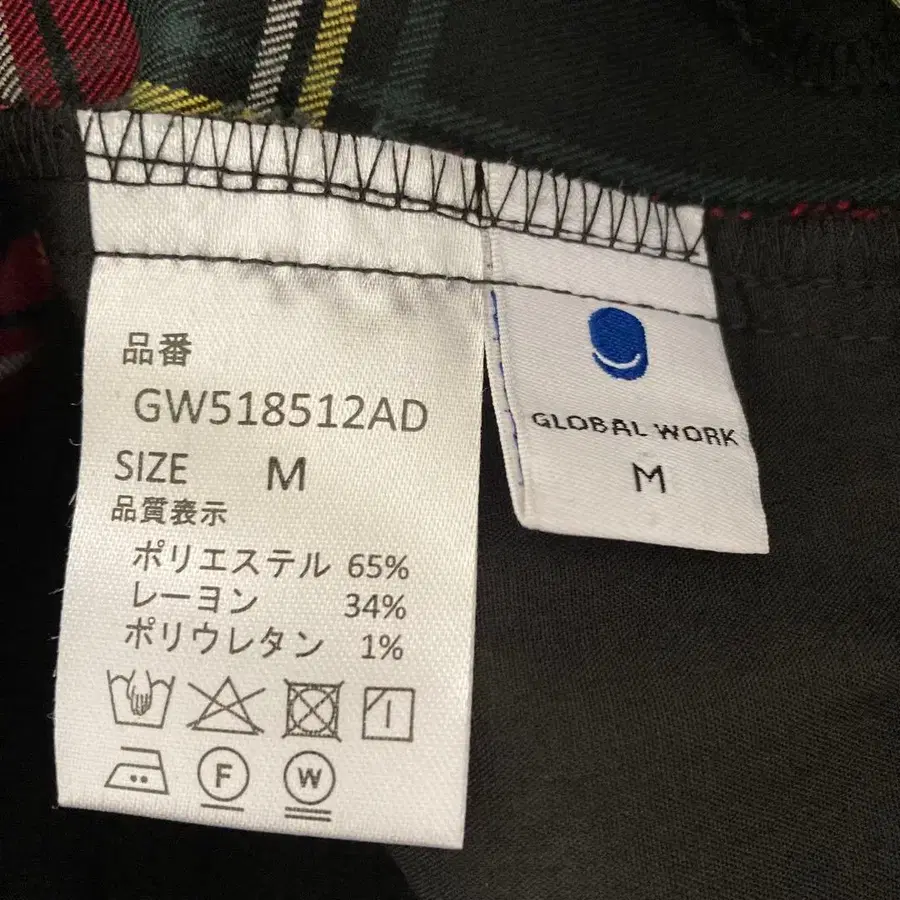 品番
GW518512AD
SIZE M
品質表示
ポリエステル 65%
レーヨン 34%
ポリウレタン 1%
F W
GLOBAL WORK
M